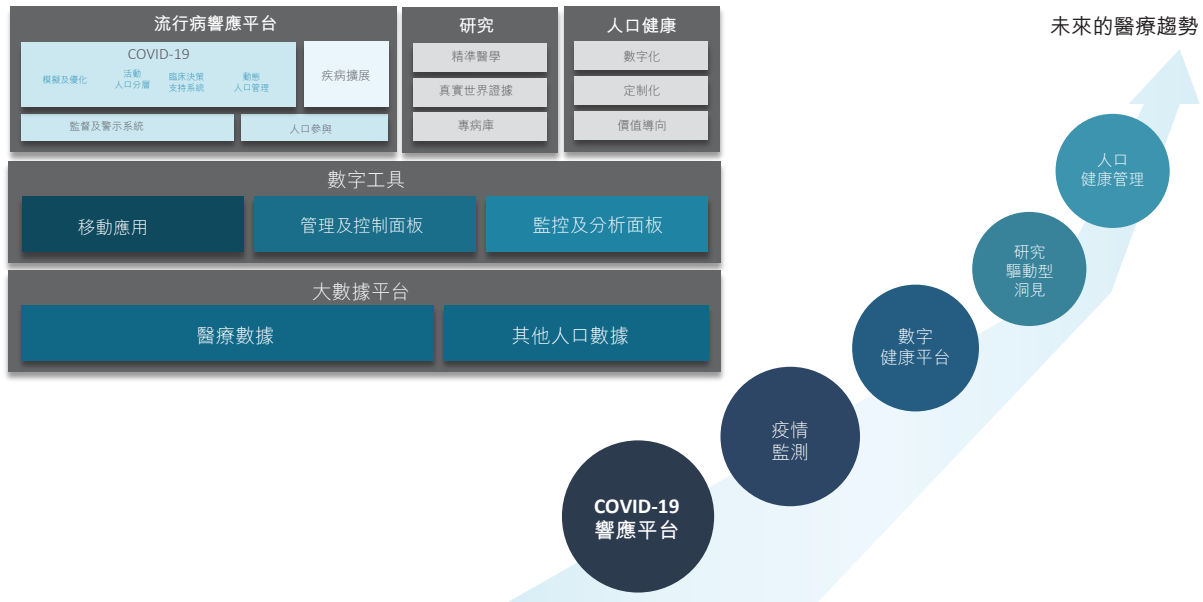 流行病響應平台
COVID-19
模擬及優化
活動
人口分層
臨床決策
支持系統
動態
人口管理
疾病擴展
監督及警示系統
人口參與
研究
精準醫學
真實世界證據
專病庫
人口健康
數字化
定制化
價值導向
數字工具
移動應用
管理及控制面板
監控及分析面板
大數據平台
醫療數據
其他人口數據
未來的醫療趨勢
人口
健康管理
研究
驅動型
洞見
數字
健康平台
疫情
監測
COVID-19
響應平台